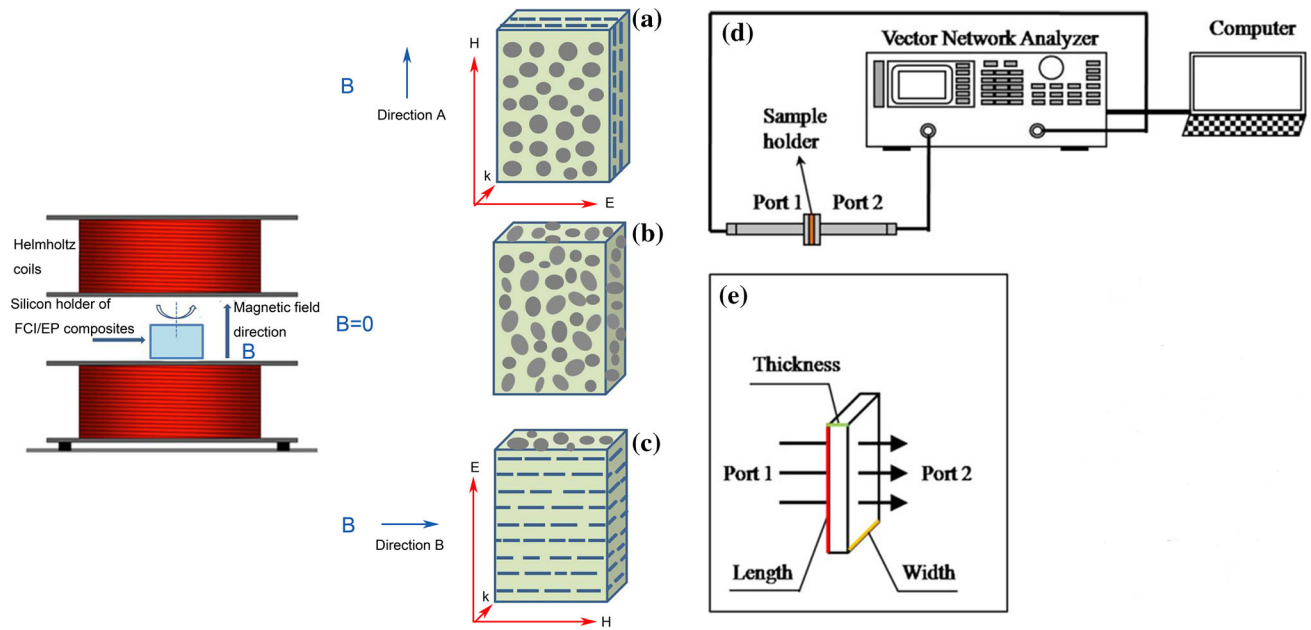 Helmholtz
coils
Silicon holder of
FCI/EP composites
Magnetic field
direction
B
B
Direction A
(a)
H
k
E
B=0
(b)
B
Direction B
(c)
E
k
H
(d)
Vector Network Analyzer
Computer
Sample
holder
Port 1
Port 2
(e)
Thickness
Port 1
Port 2
Length
Width